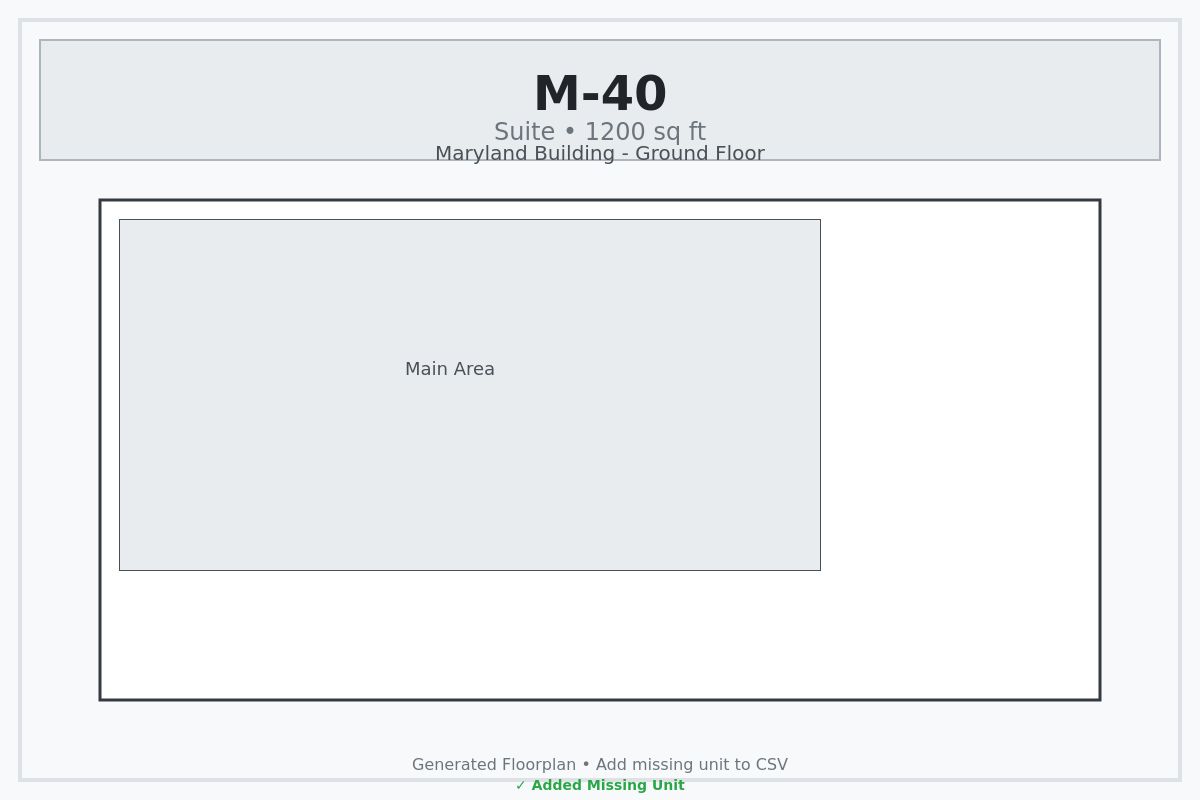 M-40
Suite • 1200 sq ft
Maryland Building - Ground Floor
Main Area
Generated Floorplan • Add missing unit to CSV
✓ Added Missing Unit